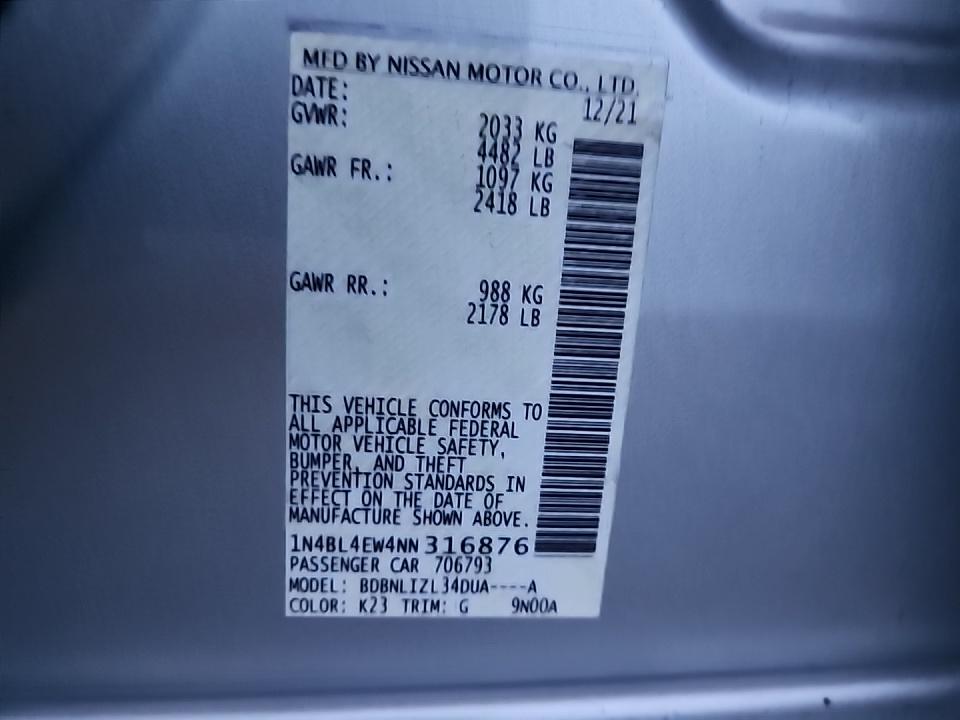 MFD BY NISSAN MOTOR CO., LTD.
DATE: 12/21
GVWR: 2033 KG
4482 LB
GAWR FR.: 1097 KG
2418 LB
GAWR RR.: 988 KG
2178 LB
THIS VEHICLE CONFORMS TO
ALL APPLICABLE FEDERAL
MOTOR VEHICLE SAFETY,
BUMPER, AND THEFT
PREVENTION STANDARDS IN
EFFECT ON THE DATE OF
MANUFACTURE SHOWN ABOVE.
1N4BL4EW4NN316876
PASSENGER CAR 706793
MODEL: BDBNLIZL34DUA----A
COLOR: K23 TRIM: G 9N00A